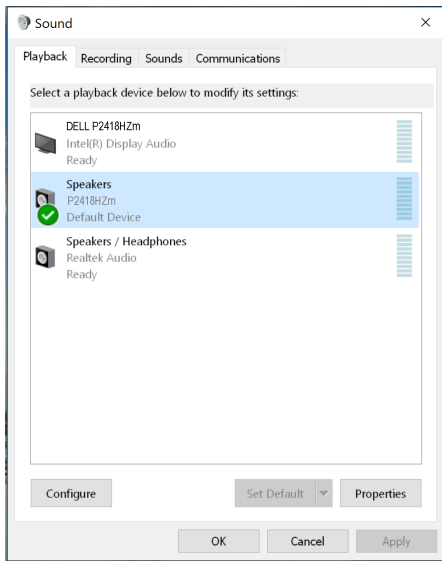 Sound
Playback Recording Sounds Communications
Select a playback device below to modify its settings:
DELL P2418HZm
Intel(R) Display Audio
Ready
Speakers
P2418HZm
Default Device
Speakers / Headphones
Realtek Audio
Ready
Configure Set Default Properties
OK Cancel Apply